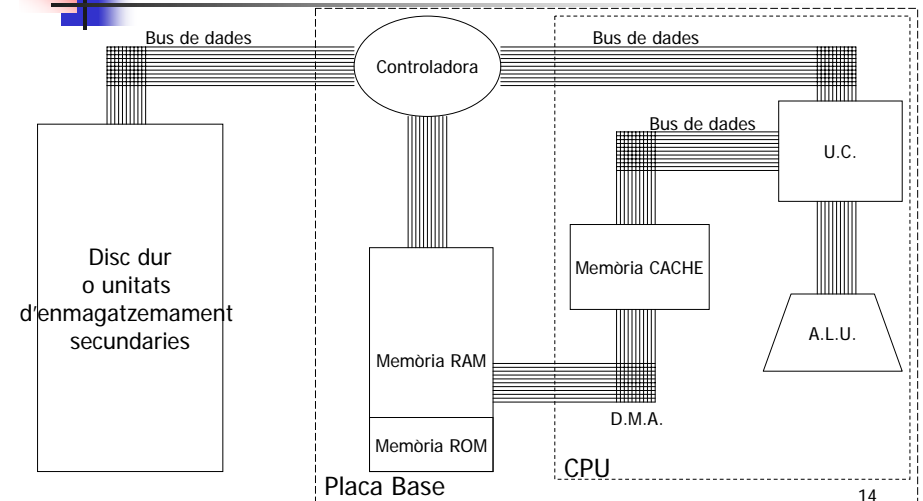 Bus de dades
Bus de dades
Controladora
Bus de dades
U.C.
Disc dur
o unitats
d'enmagatzemament
secundaries
Memòria CACHE
Memòria RAM
A.L.U.
D.M.A.
Memòria ROM
CPU
Placa Base
14